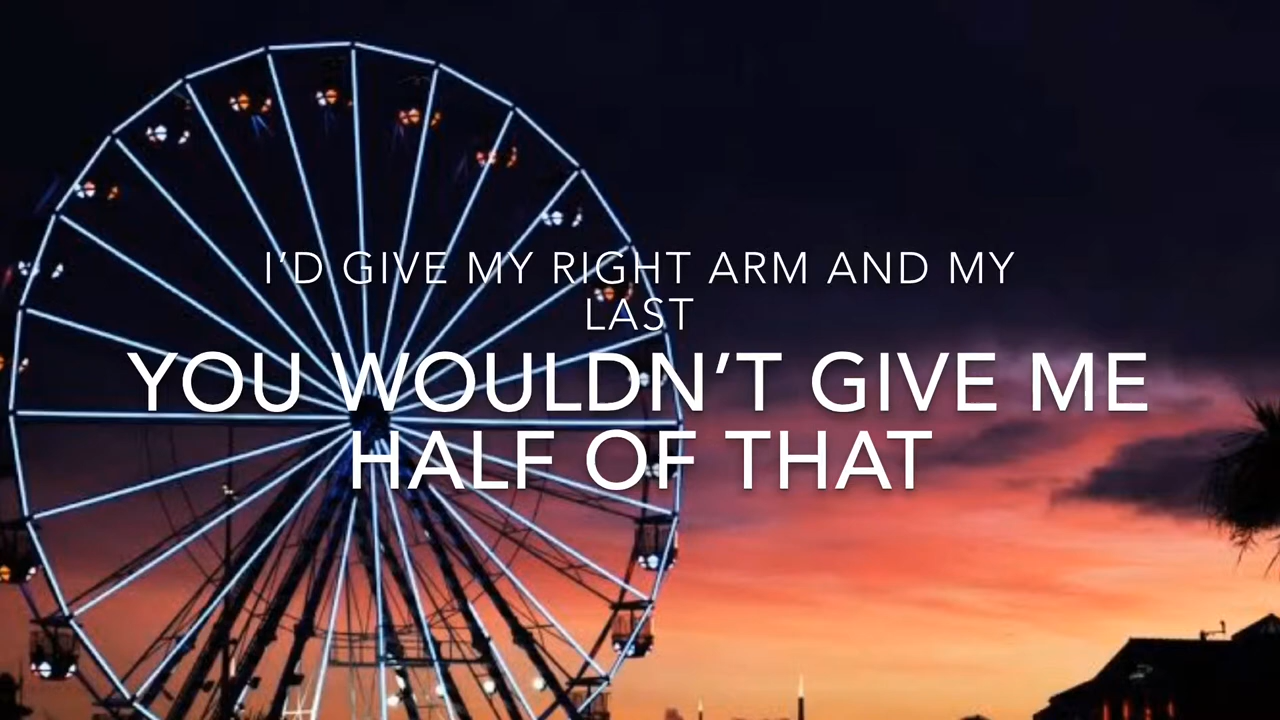 I’D GIVE MY RIGHT ARM AND MY
LAST
YOU WOULDN’T GIVE ME
HALF OF THAT